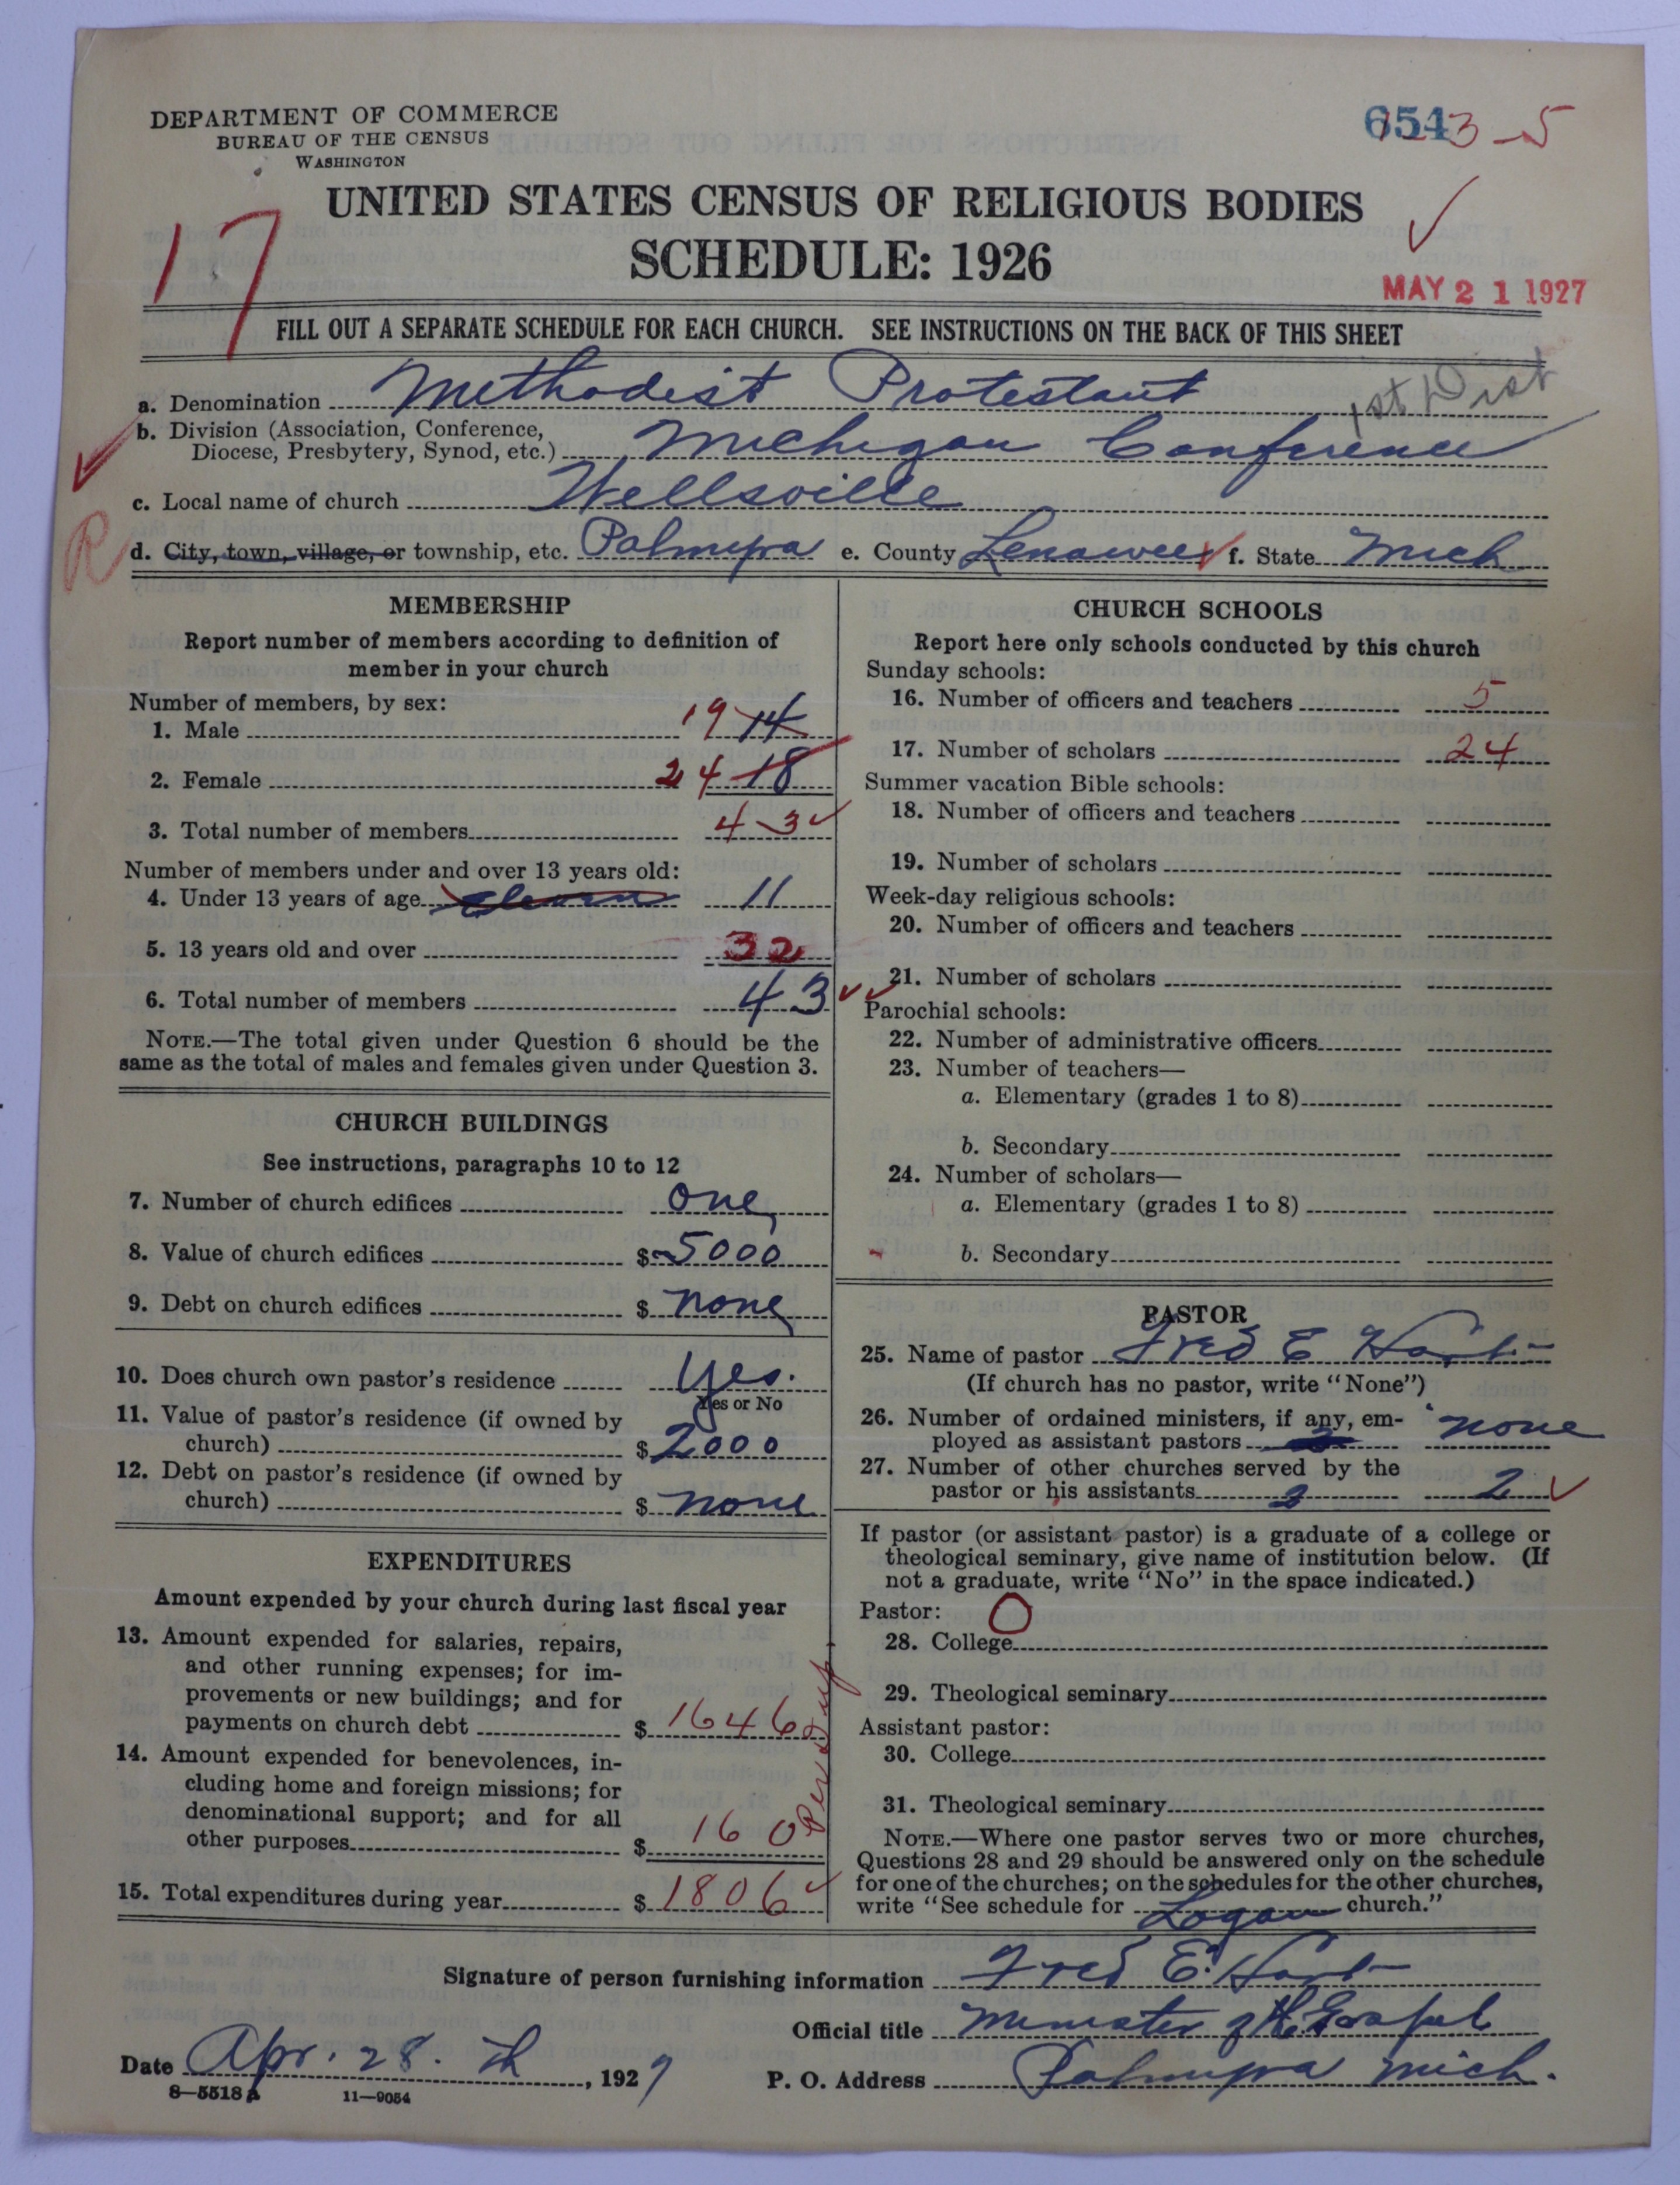 DEPARTMENT OF COMMERCE
BUREAU OF THE CENSUS
WASHINGTON
6543-5
UNITED STATES CENSUS OF RELIGIOUS BODIES
SCHEDULE: 1926
17
MAY 21 1927
FILL OUT A SEPARATE SCHEDULE FOR EACH CHURCH. SEE INSTRUCTIONS ON THE BACK OF THIS SHEET
a. Denomination Methodist Protestant 1st Dist
b. Division (Association, Conference,
Diocese, Presbytery, Synod, etc.) Michigan Conference
c. Local name of church Wellsville
R
d. City, town, village, or township, etc. Palmyra e. County Lenawee f. State Mich
MEMBERSHIP
Report number of members according to definition of
member in your church
Number of members, by sex:
1. Male 19 14
2. Female 24 18
3. Total number of members 43
Number of members under and over 13 years old:
4. Under 13 years of age eleven 11
5. 13 years old and over 32
6. Total number of members 43
NOTE.—The total given under Question 6 should be the
same as the total of males and females given under Question 3.
CHURCH BUILDINGS
See instructions, paragraphs 10 to 12
7. Number of church edifices one
8. Value of church edifices $5000
9. Debt on church edifices $ none
10. Does church own pastor's residence yes.
Yes or No
11. Value of pastor's residence (if owned by
church) $2000
12. Debt on pastor's residence (if owned by
church) $ none
EXPENDITURES
Amount expended by your church during last fiscal year
13. Amount expended for salaries, repairs,
and other running expenses; for im-
provements or new buildings; and for
payments on church debt $1646
14. Amount expended for benevolences, in-
cluding home and foreign missions; for
denominational support; and for all
other purposes $ 160
15. Total expenditures during year $1806
CHURCH SCHOOLS
Report here only schools conducted by this church
Sunday schools:
16. Number of officers and teachers 5
17. Number of scholars 24
Summer vacation Bible schools:
18. Number of officers and teachers
19. Number of scholars
Week-day religious schools:
20. Number of officers and teachers
21. Number of scholars
Parochial schools:
22. Number of administrative officers
23. Number of teachers—
a. Elementary (grades 1 to 8)
b. Secondary
24. Number of scholars—
a. Elementary (grades 1 to 8)
b. Secondary
PASTOR
25. Name of pastor Fred E Hart
(If church has no pastor, write "None")
26. Number of ordained ministers, if any, em-
ployed as assistant pastors none
27. Number of other churches served by the
pastor or his assistants 2 2
If pastor (or assistant pastor) is a graduate of a college or
theological seminary, give name of institution below. (If
not a graduate, write "No" in the space indicated.)
Pastor: O
28. College
29. Theological seminary
Assistant pastor:
30. College
31. Theological seminary
NOTE.—Where one pastor serves two or more churches,
Questions 28 and 29 should be answered only on the schedule
for one of the churches; on the schedules for the other churches,
write "See schedule for Logan church."
Signature of person furnishing information Fred E. Hart
Official title Minister of the Gospel
Date Apr. 28. th, 1927 P. O. Address Palmyra Mich.
8-5518a 11-9054